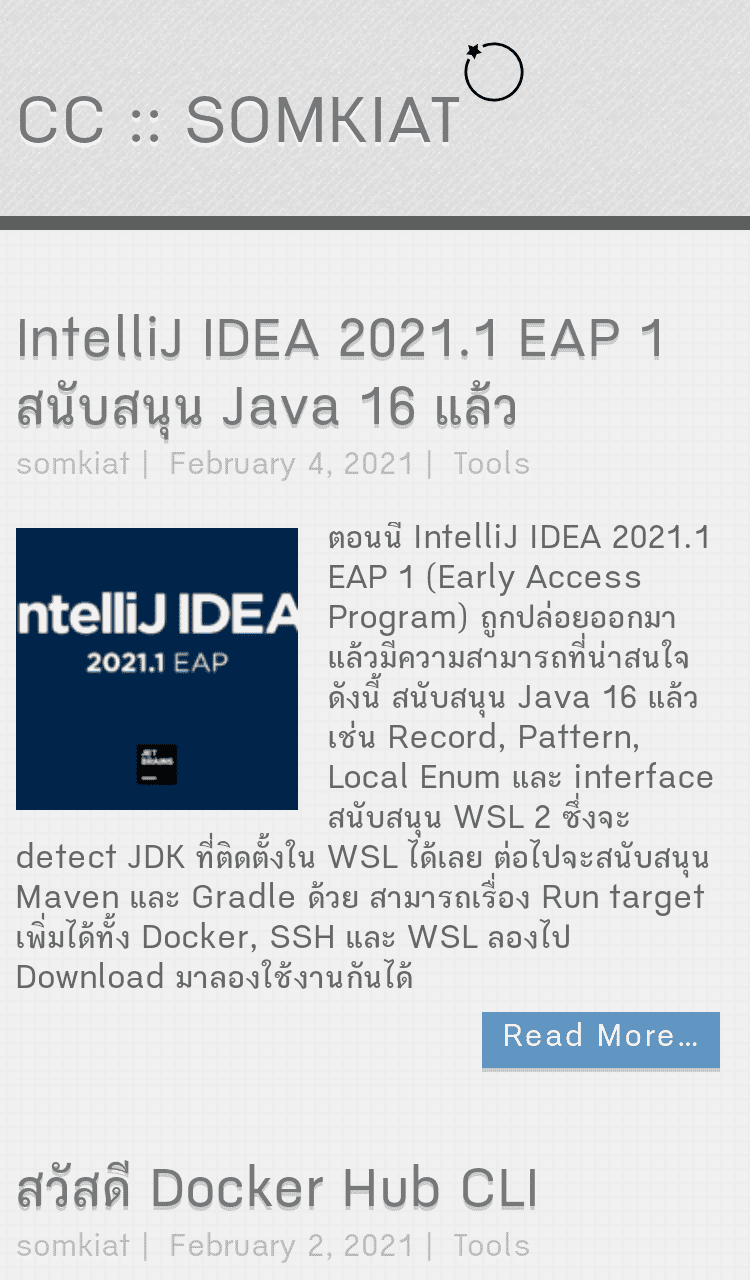 CC :: SOMKIAT
IntelliJ IDEA 2021.1 EAP 1
สนับสนุน Java 16 แล้ว
somkiat | February 4, 2021 | Tools
ntelliJ IDEA
2021.1 EAP
JET
BRAINS
ตอนนี IntelliJ IDEA 2021.1
EAP 1 (Early Access
Program) ถูกปล่อยออกมา
แล้วมีความสามารถที่น่าสนใจ
ดังนี้ สนับสนุน Java 16 แล้ว
เช่น Record, Pattern,
Local Enum และ interface
สนับสนุน WSL 2 ซึ่งจะ
detect JDK ที่ติดตั้งใน WSL ได้เลย ต่อไปจะสนับสนุน
Maven และ Gradle ด้วย สามารถเรื่อง Run target
เพิ่มได้ทั้ง Docker, SSH และ WSL ลองไป
Download มาลองใช้งานกันได้
Read More…
สวัสดี Docker Hub CLI
somkiat | February 2, 2021 | Tools